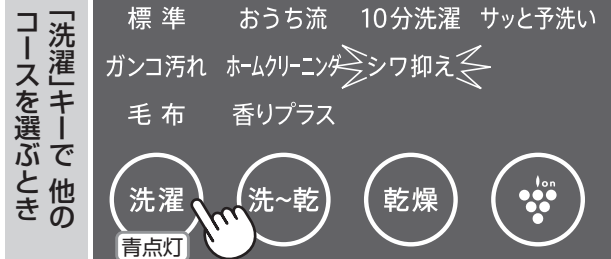 「洗濯」キーで 他の
コースを選ぶとき
標 準 おうち流 10分洗濯 サッと予洗い
ガンコ汚れ ホームクリーニング シワ抑え
毛 布 香りプラス
洗濯 洗~乾 乾燥 Ion
青点灯